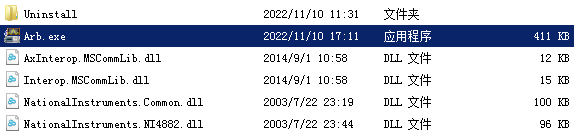 Uninstall 2022/11/10 11:31 文件夹
Arb.exe 2022/11/10 17:11 应用程序 411 KB
AxInterop.MSCommLib.dll 2014/9/1 10:58 DLL 文件 12 KB
Interop.MSCommLib.dll 2014/9/1 10:58 DLL 文件 15 KB
NationalInstruments.Common.dll 2003/7/22 23:19 DLL 文件 100 KB
NationalInstruments.NI4882.dll 2003/7/22 23:44 DLL 文件 96 KB